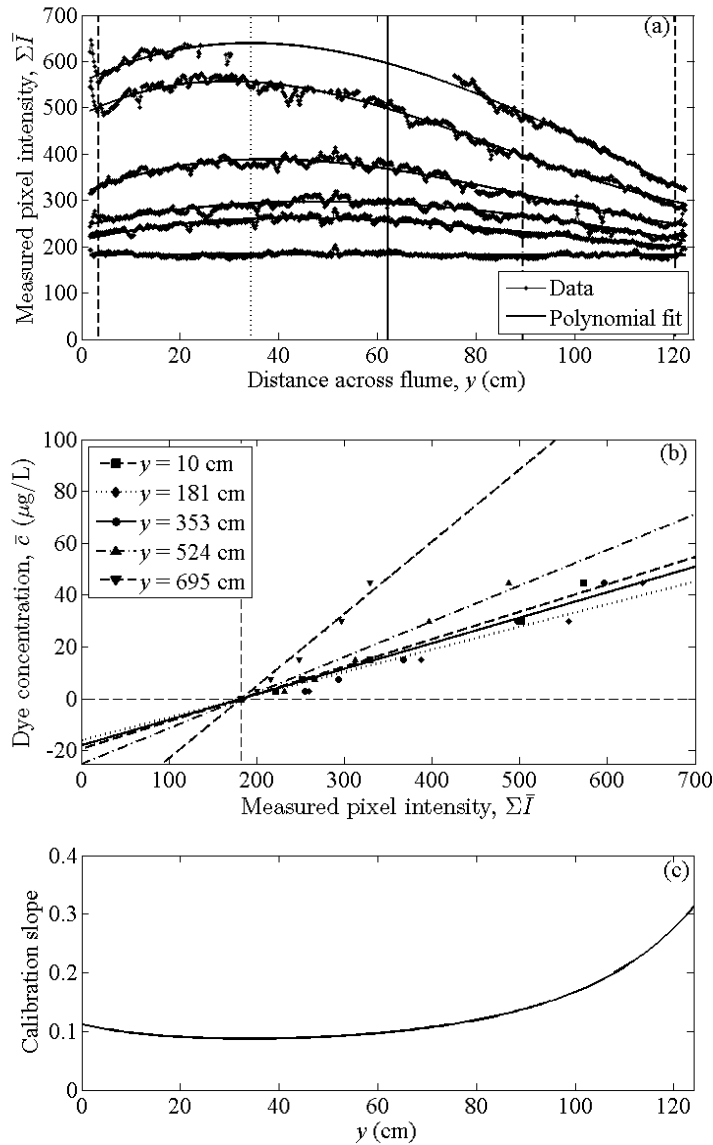 700
600
500
400
300
200
100
0
Measured pixel intensity, ΣĪ
(a)
Data
Polynomial fit
0 20 40 60 80 100 120
Distance across flume, y (cm)
100
80
60
40
20
0
-20
Dye concentration, c̄ (μg/L)
(b)
y = 10 cm
y = 181 cm
y = 353 cm
y = 524 cm
y = 695 cm
0 100 200 300 400 500 600 700
Measured pixel intensity, ΣĪ
0.4
0.3
0.2
0.1
0
Calibration slope
(c)
0 20 40 60 80 100 120
y (cm)